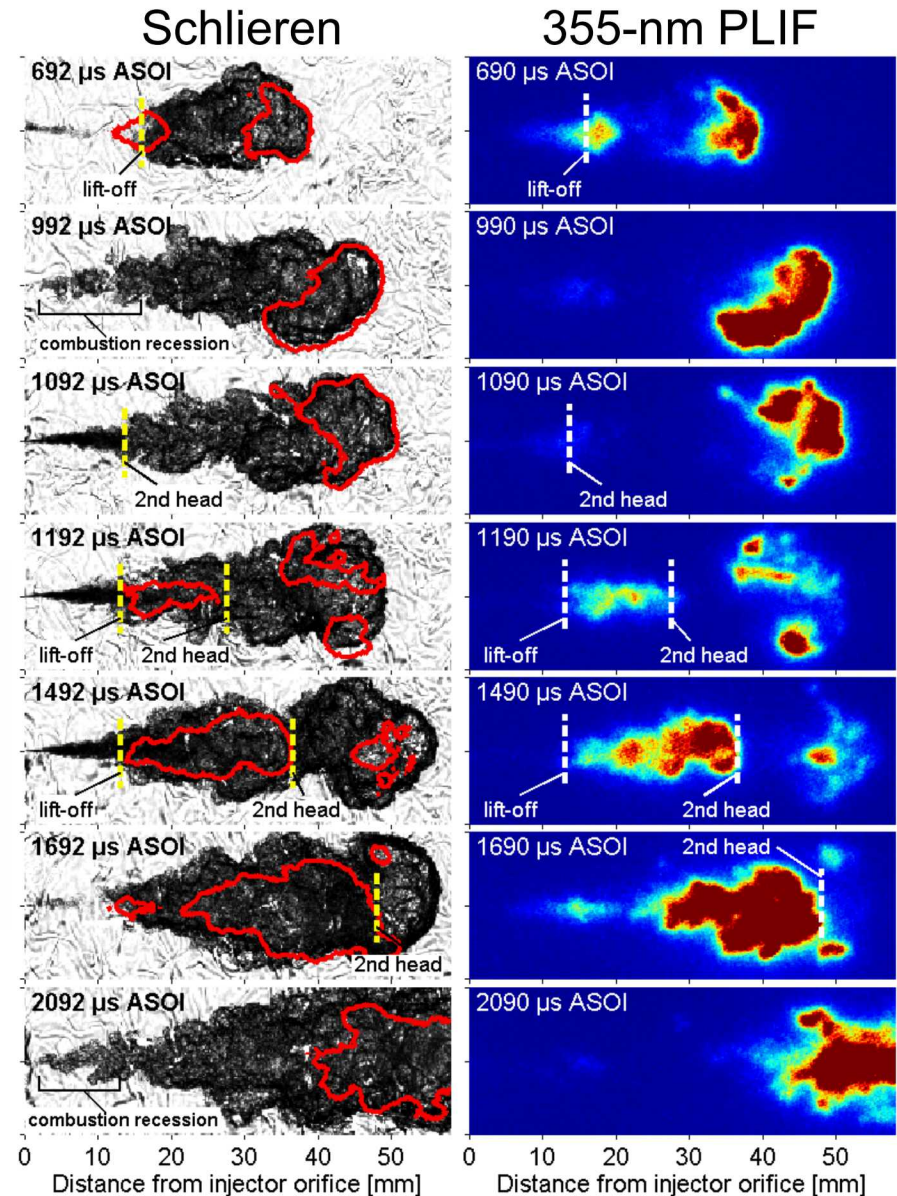 Schlieren
355-nm PLIF
692 µs ASOI
lift-off
690 µs ASOI
lift-off
992 µs ASOI
combustion recession
990 µs ASOI
1092 µs ASOI
2nd head
1090 µs ASOI
2nd head
1192 µs ASOI
lift-off
2nd head
1190 µs ASOI
lift-off
2nd head
1492 µs ASOI
lift-off
2nd head
1490 µs ASOI
lift-off
2nd head
1692 µs ASOI
2nd head
1690 µs ASOI
2nd head
2092 µs ASOI
combustion recession
2090 µs ASOI
0 10 20 30 40 50
Distance from injector orifice [mm]
0 10 20 30 40 50
Distance from injector orifice [mm]